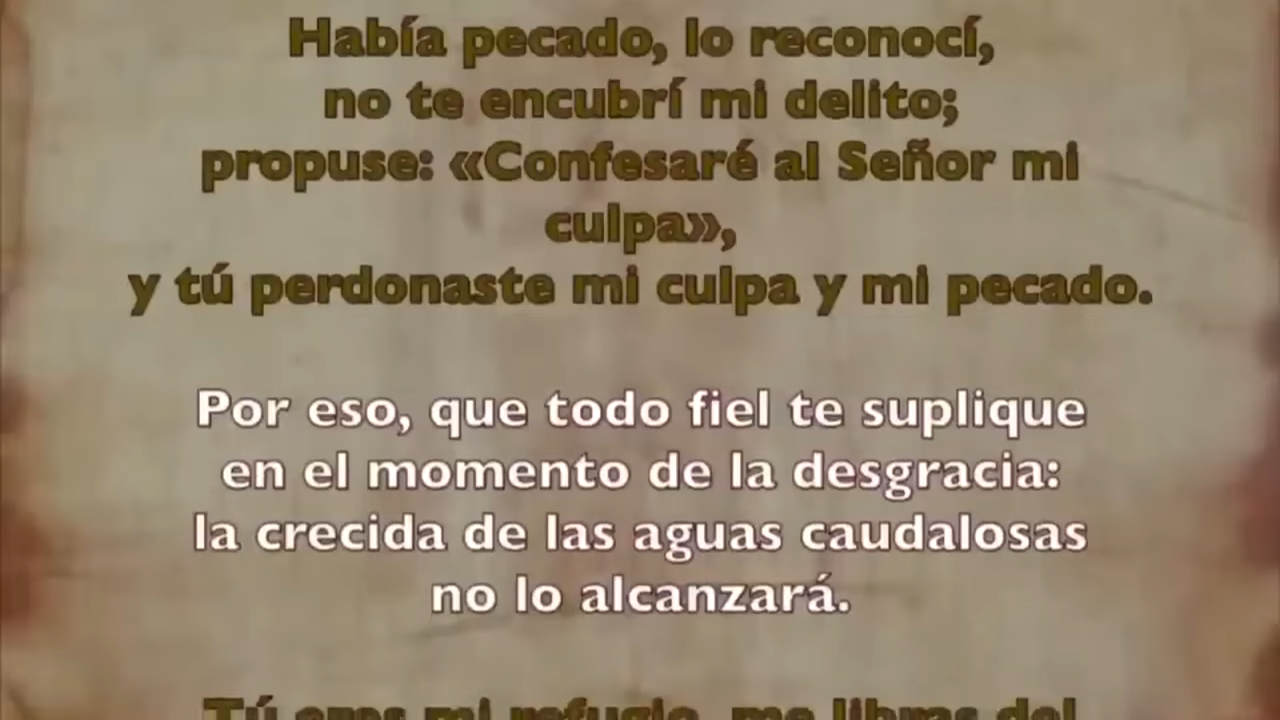 Había pecado, lo reconocí,
no te encubrí mi delito;
propuse: «Confesaré al Señor mi
culpa»,
y tú perdonaste mi culpa y mi pecado.
Por eso, que todo fiel te suplique
en el momento de la desgracia:
la crecida de las aguas caudalosas
no lo alcanzará.
Tú eres mi refugio, me libras del